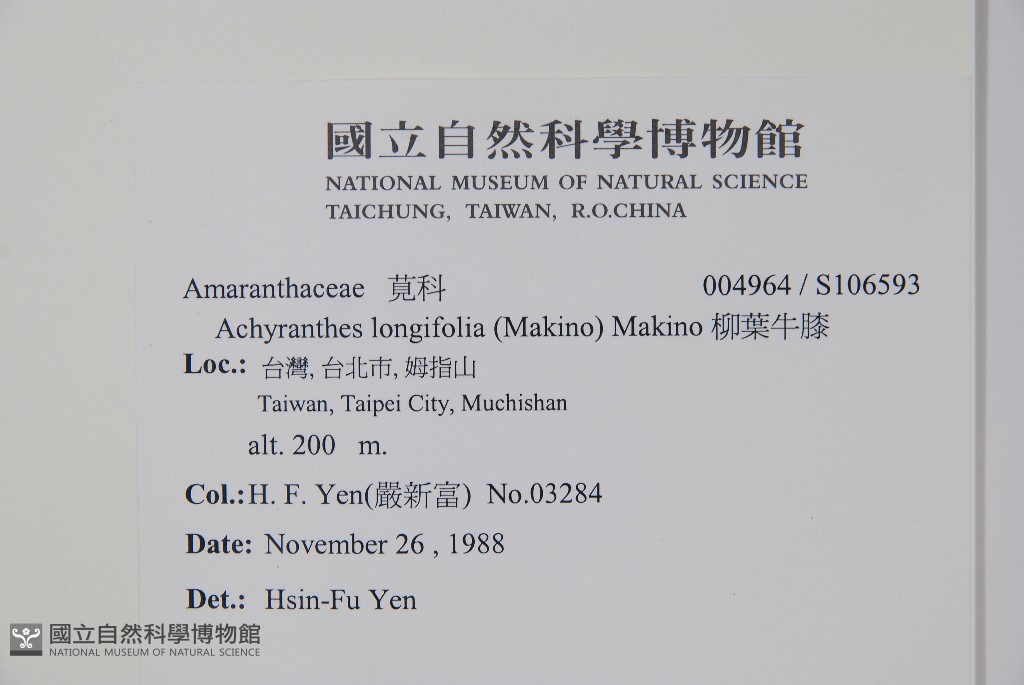 國立自然科學博物館
NATIONAL MUSEUM OF NATURAL SCIENCE
TAICHUNG, TAIWAN, R.O.CHINA
Amaranthaceae 莧科 004964 / S106593
Achyranthes longifolia (Makino) Makino 柳葉牛膝
Loc.: 台灣, 台北市, 姆指山
Taiwan, Taipei City, Muchishan
alt. 200 m.
Col.: H. F. Yen(嚴新富) No.03284
Date: November 26 , 1988
Det.: Hsin-Fu Yen
國立自然科學博物館
NATIONAL MUSEUM OF NATURAL SCIENCE